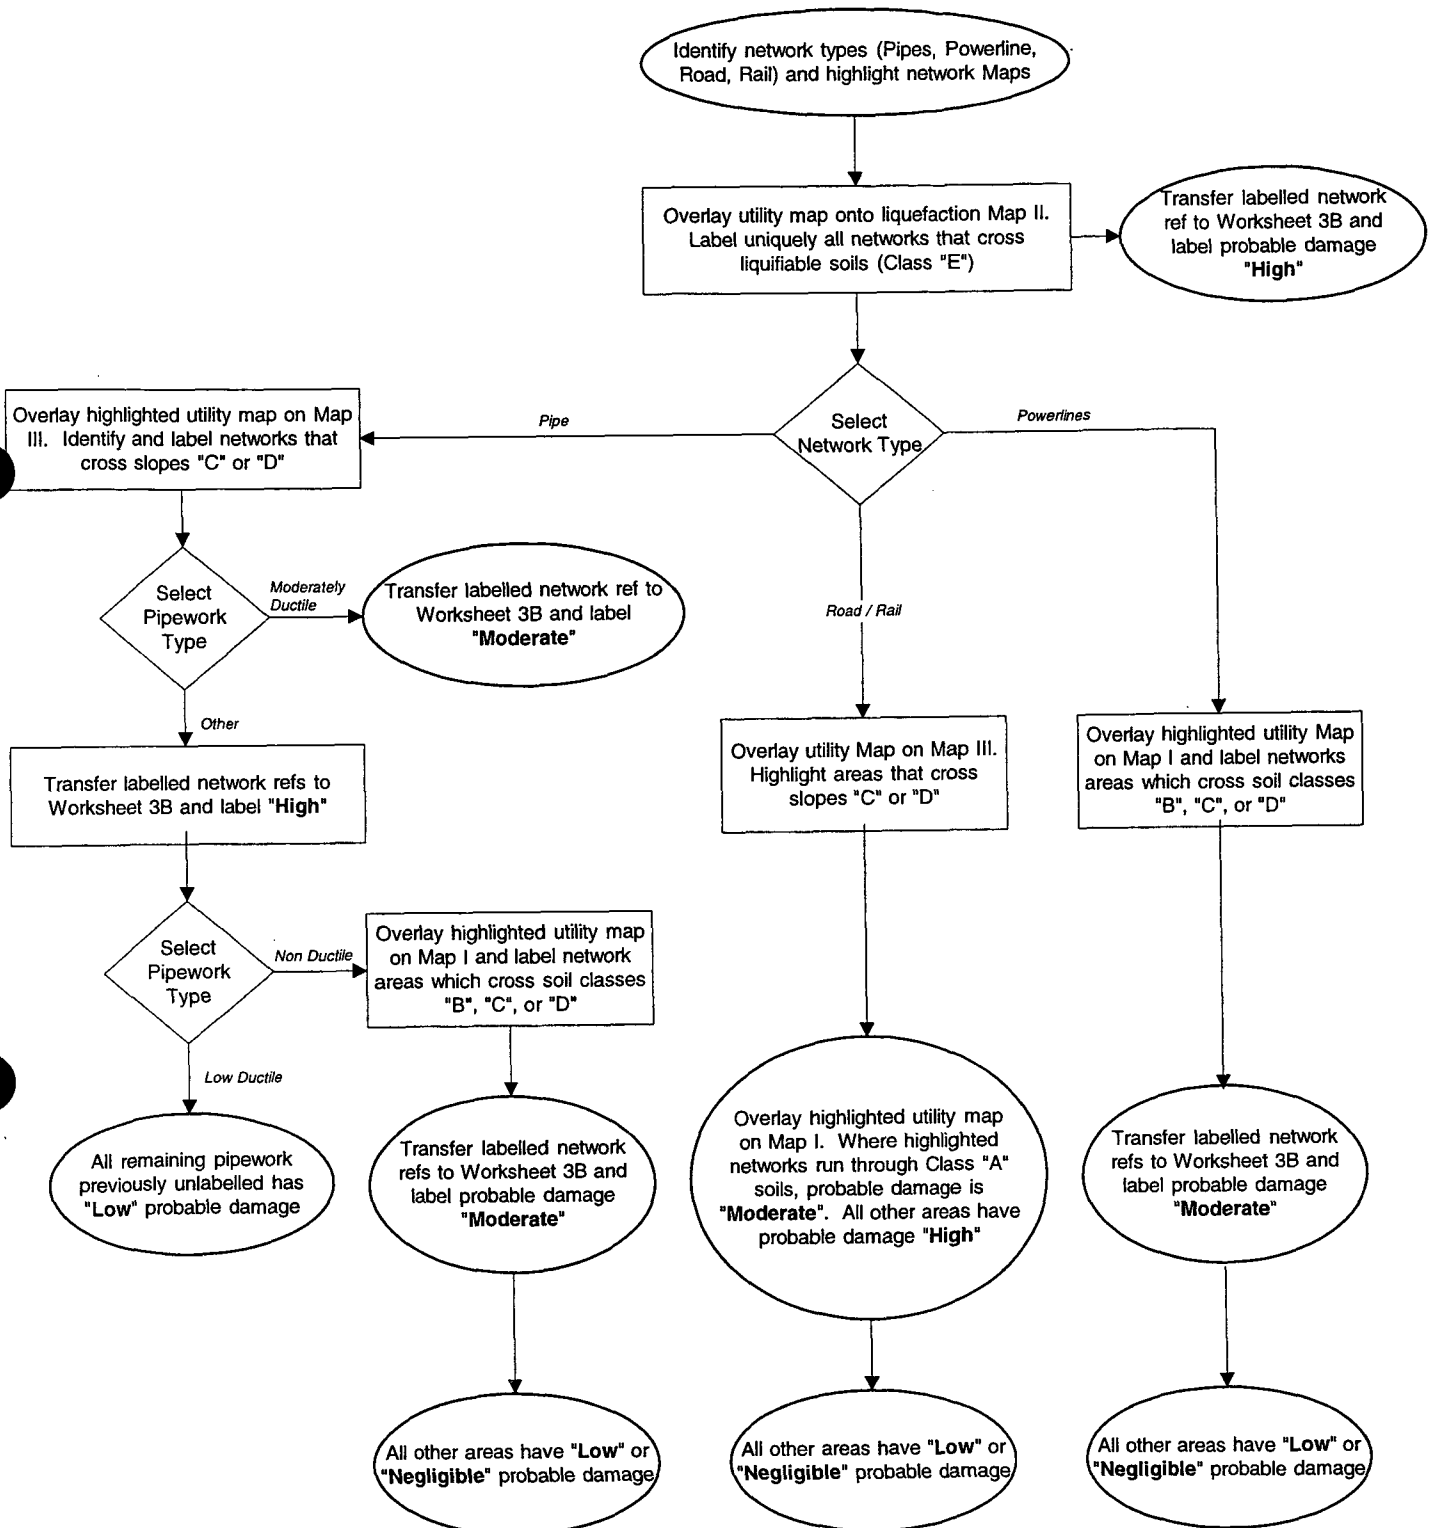 Identify network types (Pipes, Powerline,
Road, Rail) and highlight network Maps
Overlay utility map onto liquefaction Map II.
Label uniquely all networks that cross
liquifiable soils (Class "E")
Transfer labelled network
ref to Worksheet 3B and
label probable damage
"High"
Select
Network Type
Pipe
Powerlines
Road / Rail
Overlay highlighted utility map on Map
III. Identify and label networks that
cross slopes "C" or "D"
Select
Pipework
Type
Moderately
Ductile
Transfer labelled network ref to
Worksheet 3B and label
"Moderate"
Other
Transfer labelled network refs to
Worksheet 3B and label "High"
Select
Pipework
Type
Non Ductile
Overlay highlighted utility map
on Map I and label network
areas which cross soil classes
"B", "C", or "D"
Low Ductile
All remaining pipework
previously unlabelled has
"Low" probable damage
Transfer labelled network
refs to Worksheet 3B and
label probable damage
"Moderate"
All other areas have "Low" or
"Negligible" probable damage
Overlay utility Map on Map III.
Highlight areas that cross
slopes "C" or "D"
Overlay highlighted utility map
on Map I. Where highlighted
networks run through Class "A"
soils, probable damage is
"Moderate". All other areas have
probable damage "High"
All other areas have "Low" or
"Negligible" probable damage
Overlay highlighted utility Map
on Map I and label networks
areas which cross soil classes
"B", "C", or "D"
Transfer labelled network
refs to Worksheet 3B and
label probable damage
"Moderate"
All other areas have "Low" or
"Negligible" probable damage